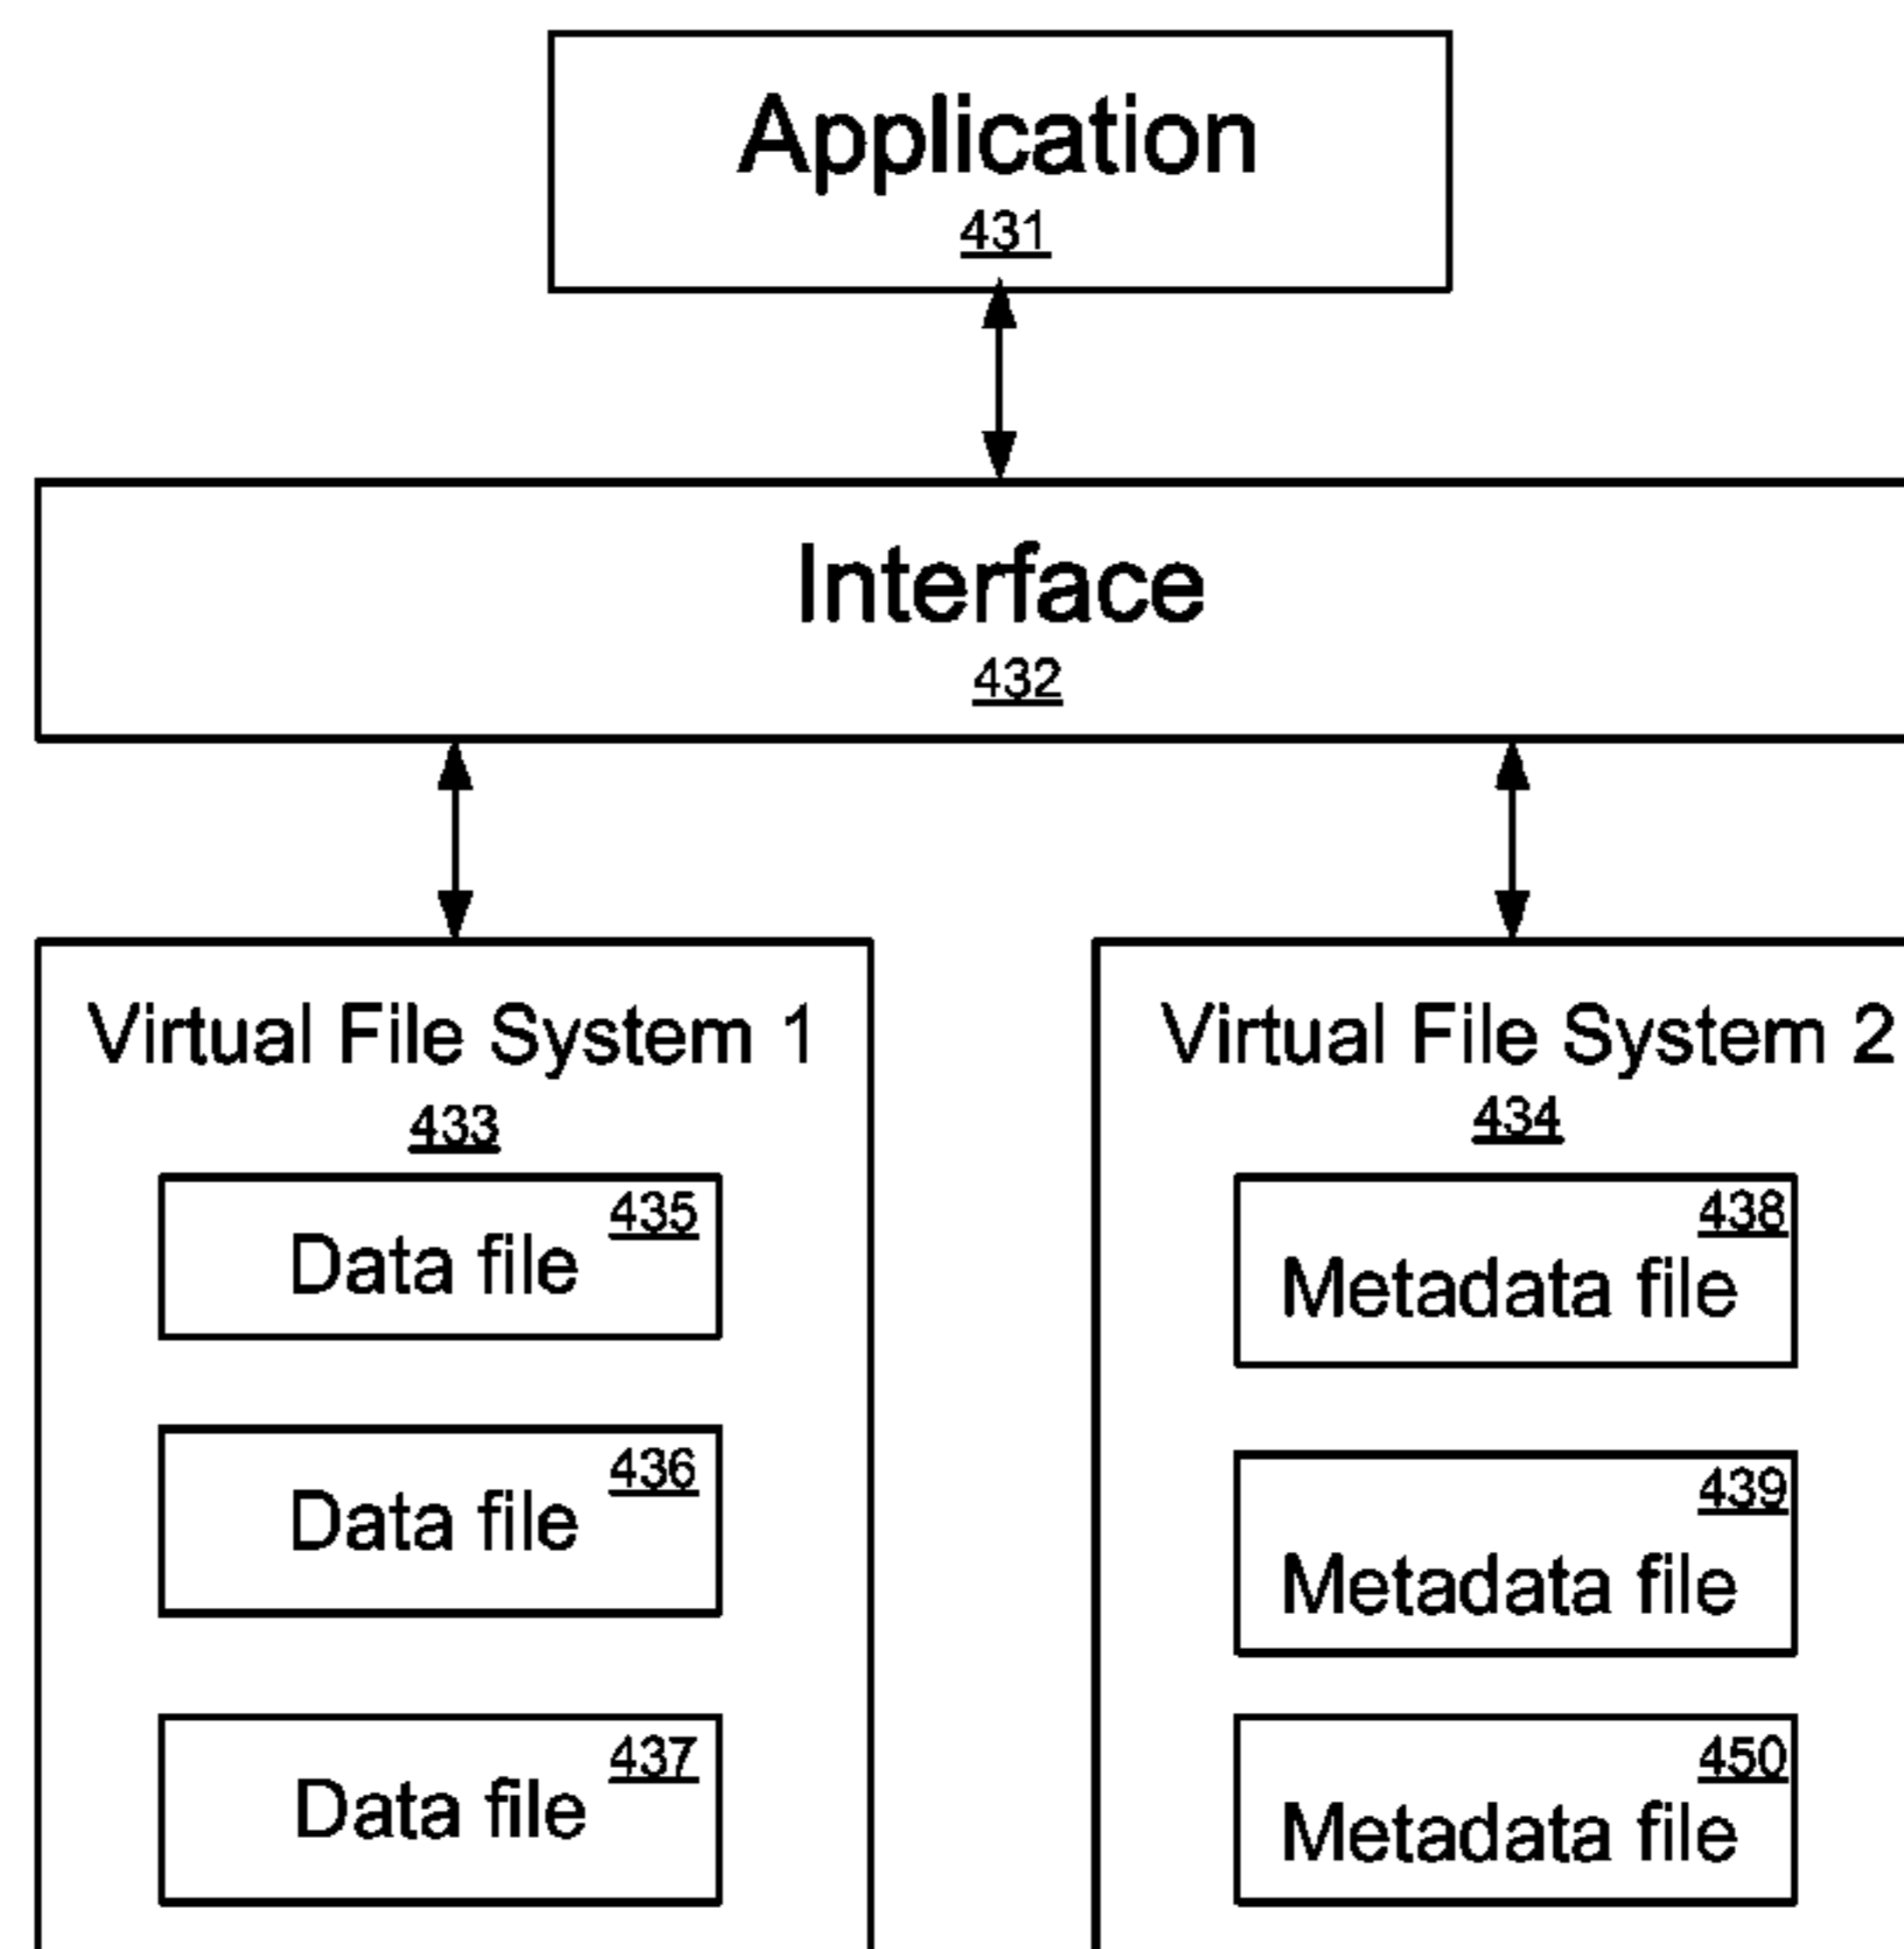 Application
431
Interface
432
Virtual File System 1
433
435
Data file
436
Data file
437
Data file
Virtual File System 2
434
438
Metadata file
439
Metadata file
450
Metadata file